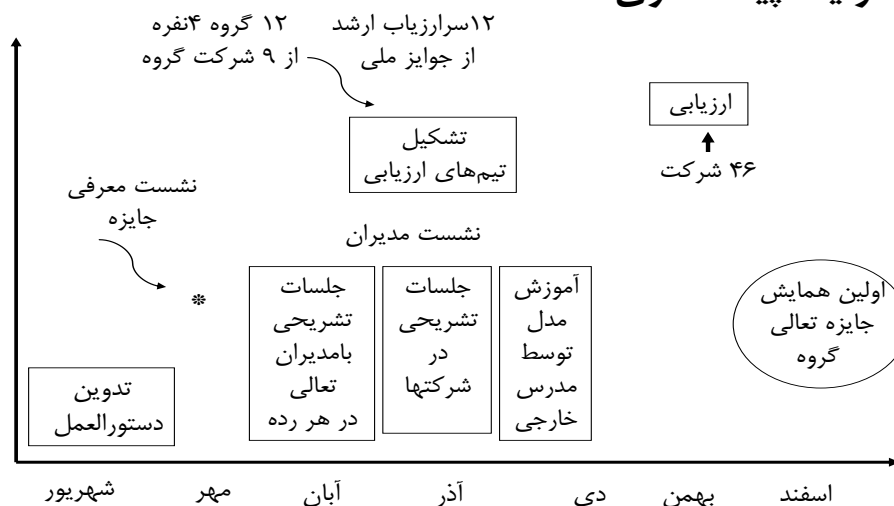 ۱۲سرارزیاب ارشد
از جوایز ملی
۱۲ گروه ۴نفره
از ۹ شرکت گروه
ارزیابی
۴۶ شرکت
تشکیل
تیم‌های ارزیابی
نشست معرفی
جایزه
نشست مدیران
*
جلسات
تشریحی
بامدیران
تعالی
در هر رده
جلسات
تشریحی
در
شرکتها
آموزش
مدل
توسط
مدرس
خارجی
اولین همایش
جایزه تعالی
گروه
تدوین
دستورالعمل
شهریور
مهر
آبان
آذر
دی
بهمن
اسفند